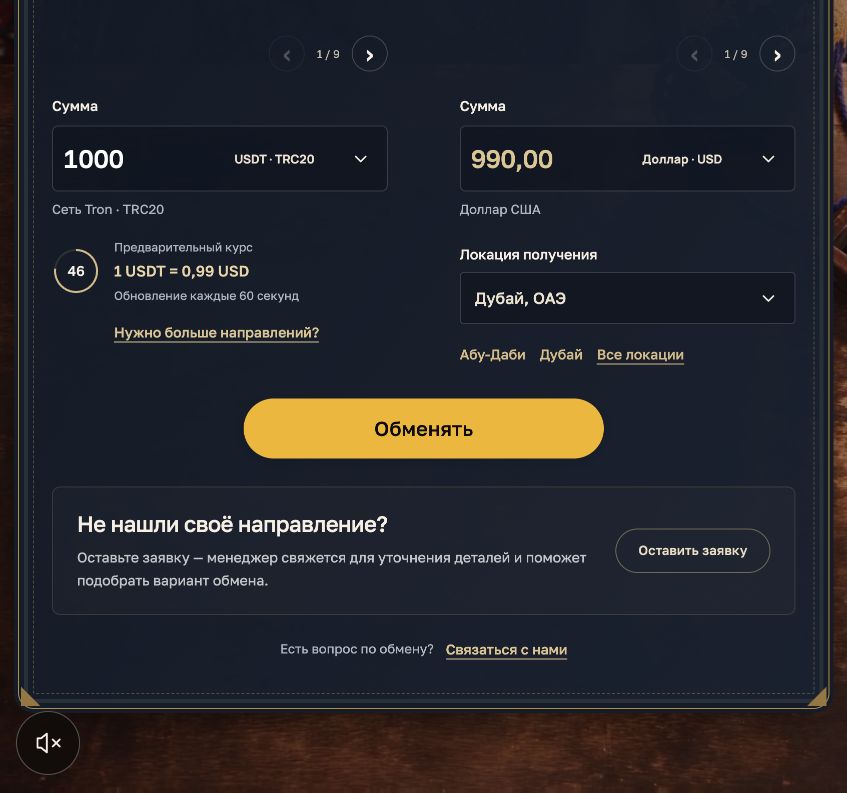 1 / 9
1 / 9
Сумма
1000
USDT · TRC20
Сеть Tron · TRC20
46
Предварительный курс
1 USDT = 0,99 USD
Обновление каждые 60 секунд
Нужно больше направлений?
Сумма
990,00
Доллар · USD
Доллар США
Локация получения
Дубай, ОАЭ
Абу-Даби Дубай Все локации
Обменять
Не нашли своё направление?
Оставьте заявку — менеджер свяжется для уточнения деталей и поможет
подобрать вариант обмена.
Оставить заявку
Есть вопрос по обмену? Связаться с нами